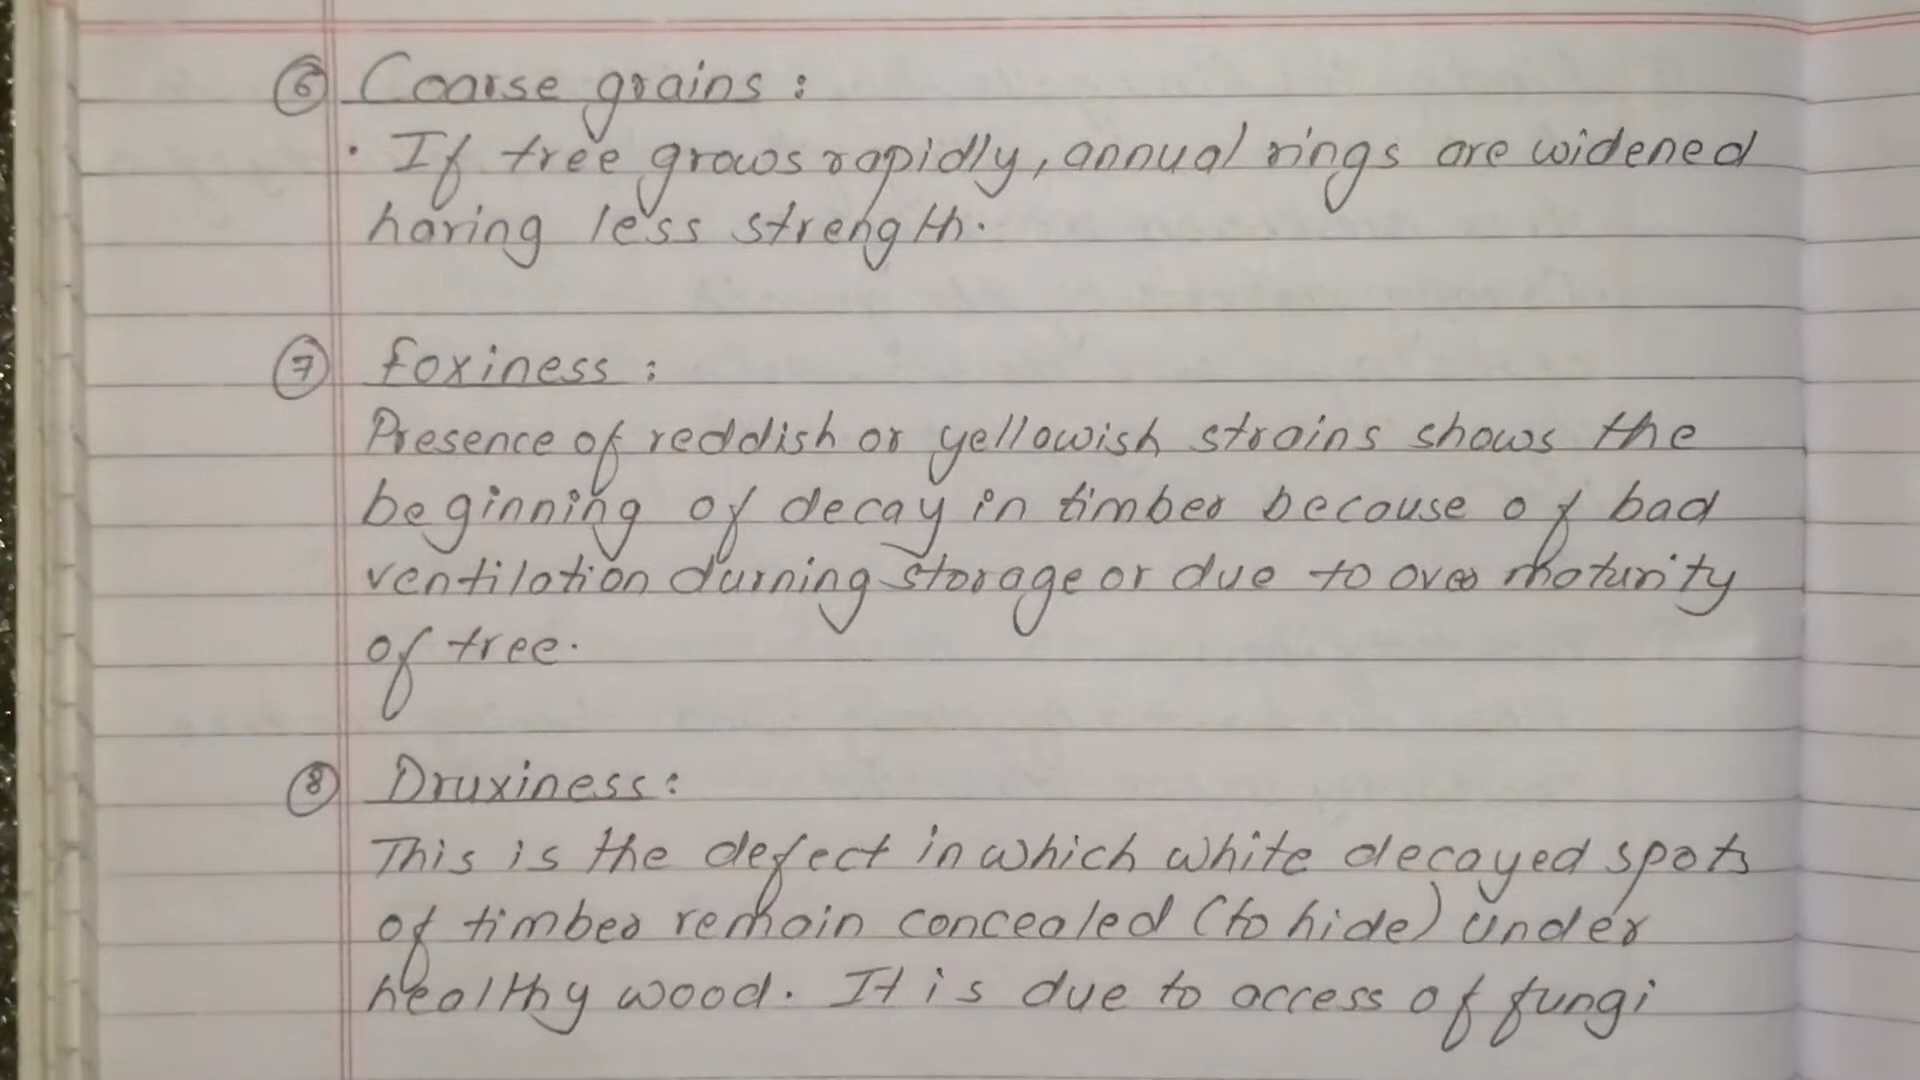 ⑥ Coarse grains :
· If tree grows rapidly, annual rings are widened
having less strength.
⑦ foxiness :
Presence of reddish or yellowish strains shows the
beginning of decay in timber because of bad
ventilation durning storage or due to over maturity
of tree.
⑧ Druxiness :
This is the defect in which white decayed spots
of timber remain concealed (to hide) under
healthy wood. It is due to access of fungi